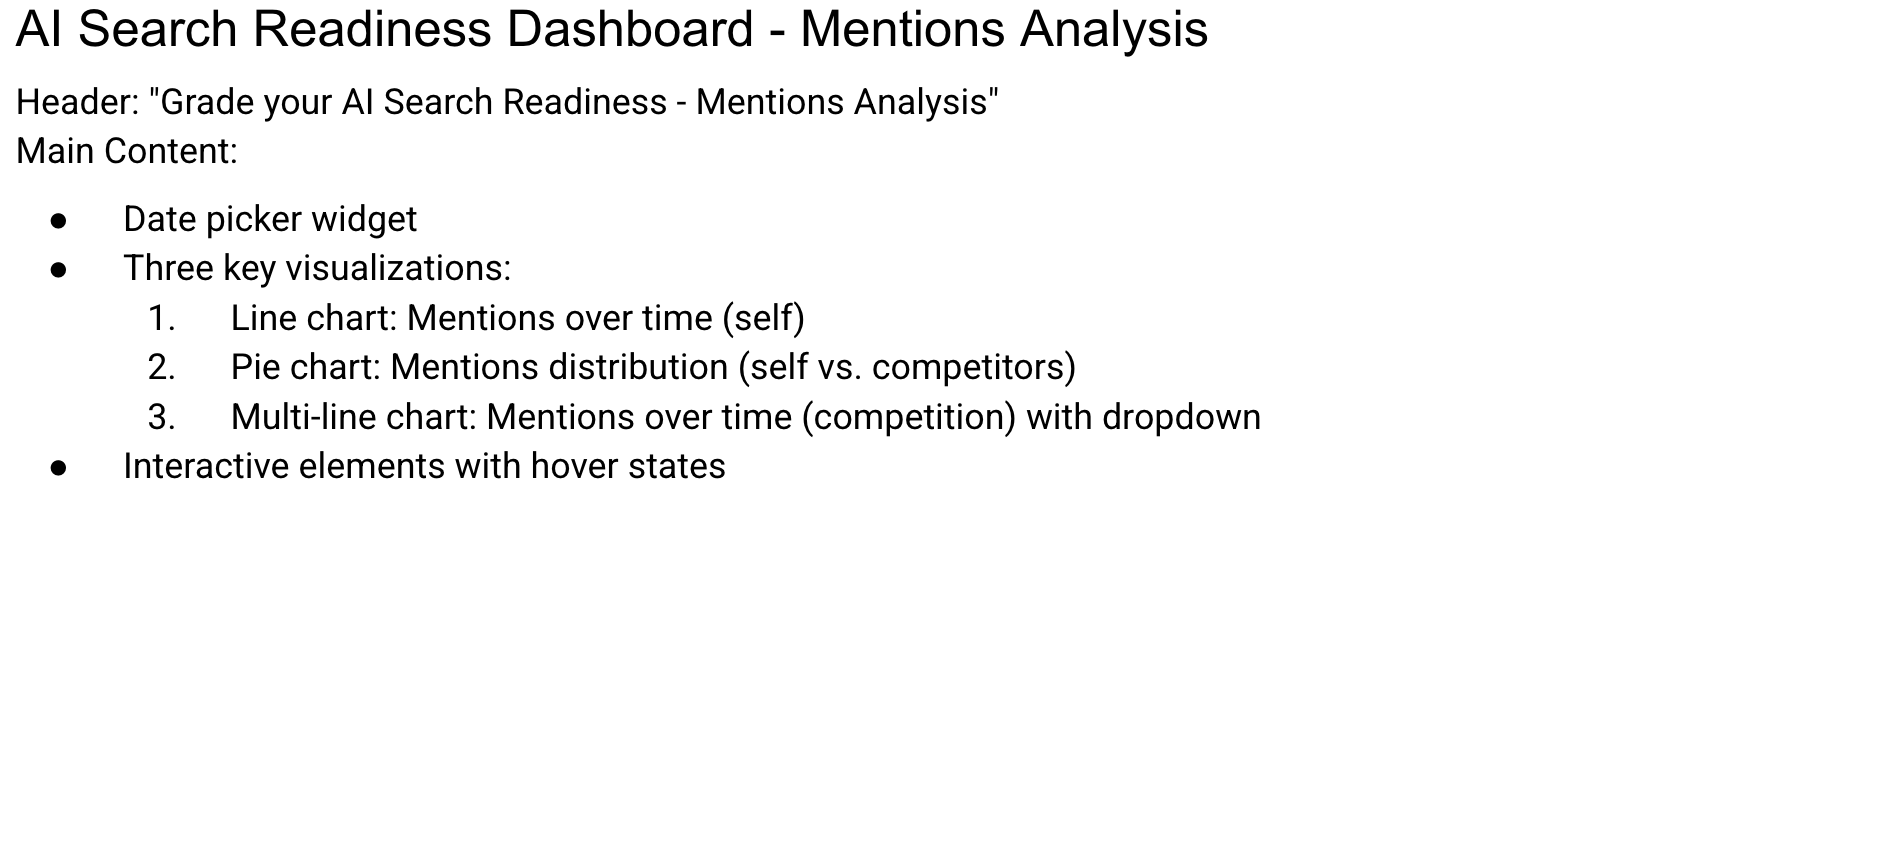 AI Search Readiness Dashboard - Mentions Analysis
Header: "Grade your AI Search Readiness - Mentions Analysis"
Main Content:
● Date picker widget
● Three key visualizations:
1. Line chart: Mentions over time (self)
2. Pie chart: Mentions distribution (self vs. competitors)
3. Multi-line chart: Mentions over time (competition) with dropdown
● Interactive elements with hover states